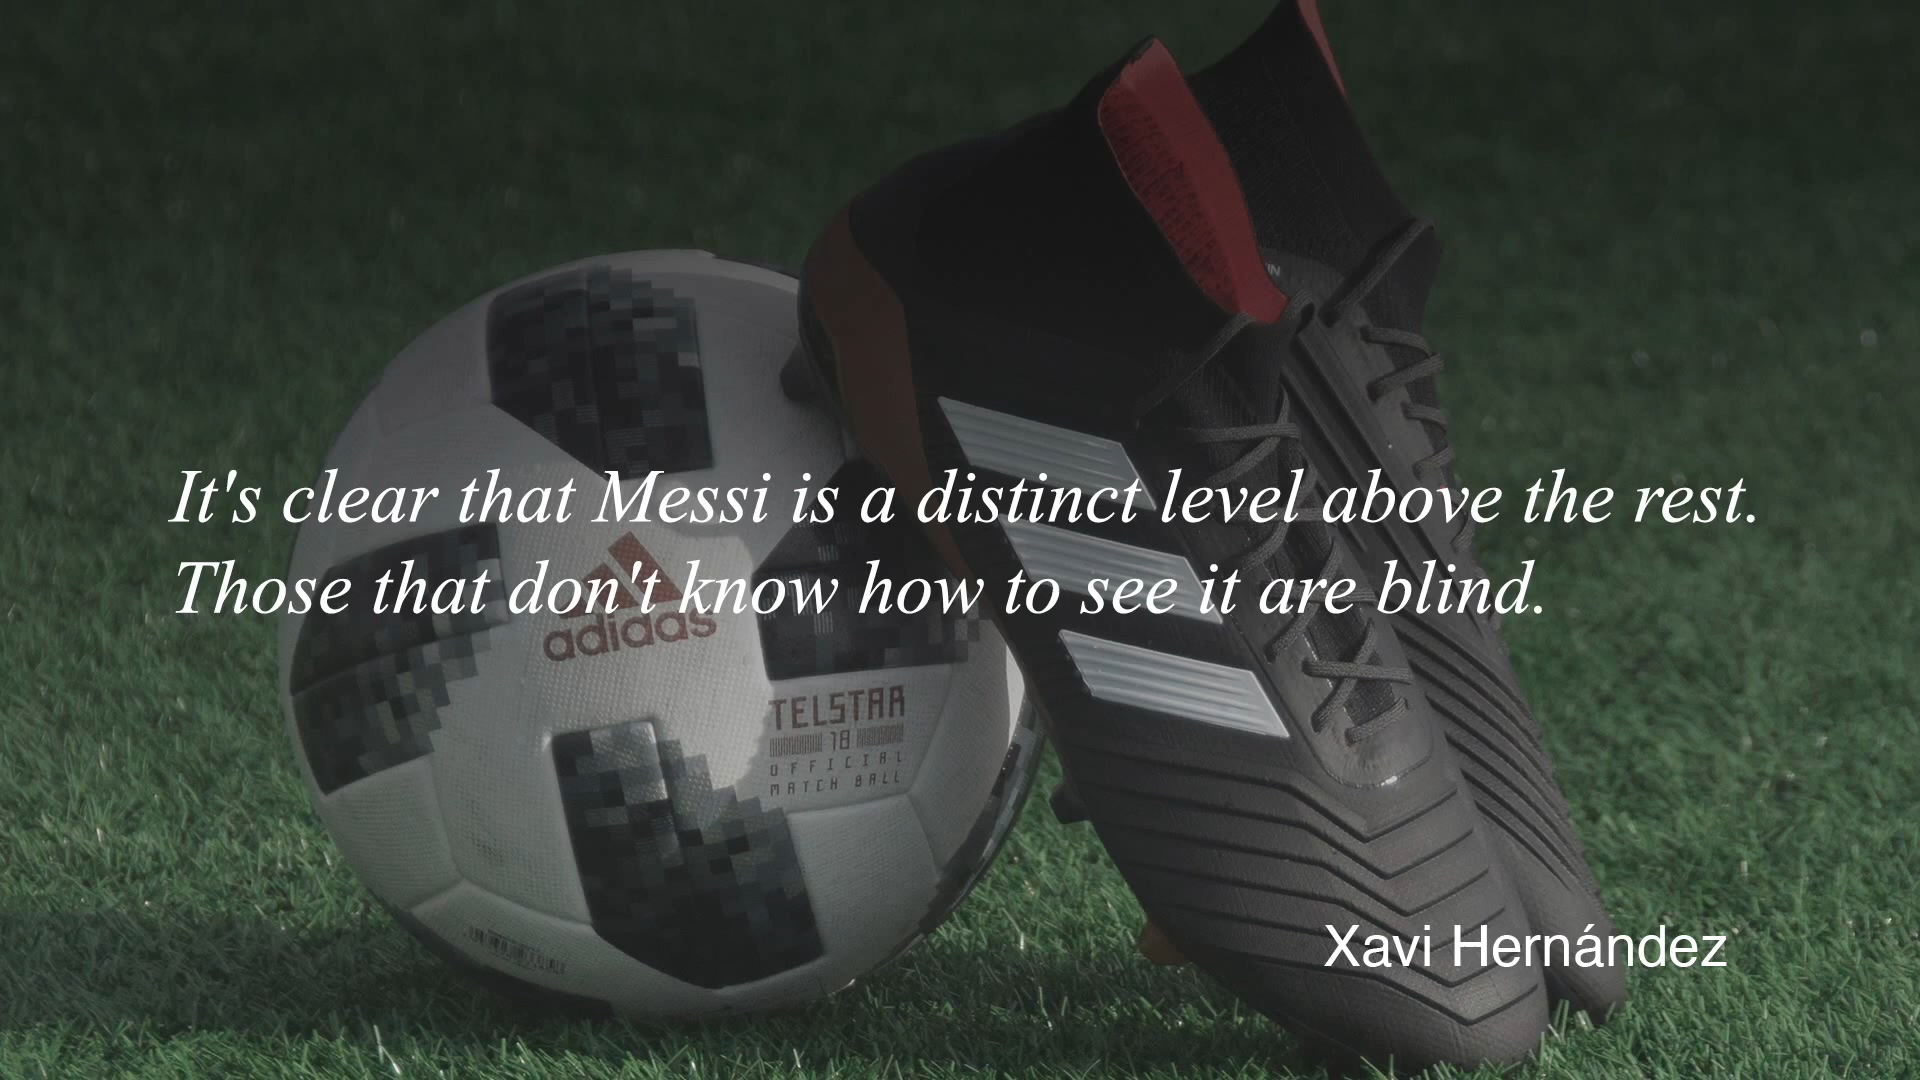 It's clear that Messi is a distinct level above the rest.
Those that don't know how to see it are blind.
adidas
TELSTAR
18
OFFICIAL
MATCH BALL
Xavi Hernández